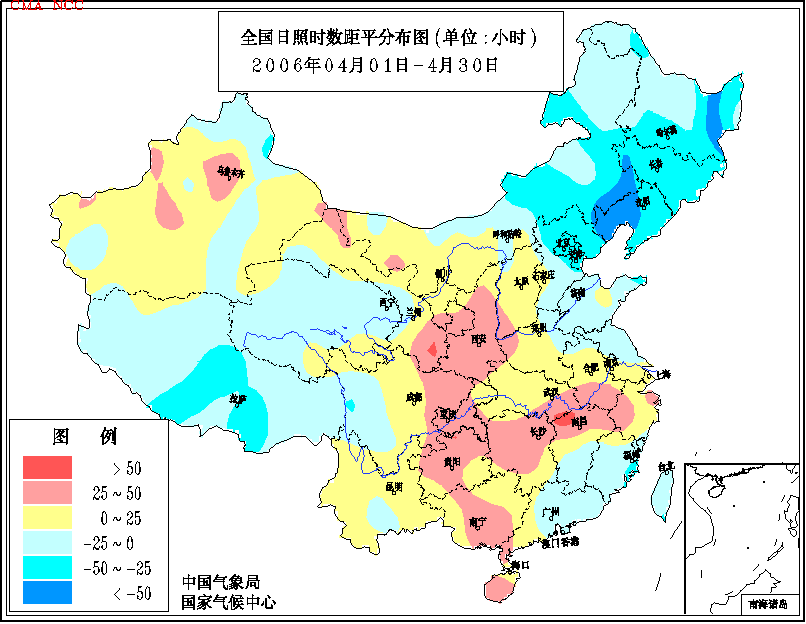 CMA NCC
全国日照时数距平分布图(单位:小时)
2006年04月01日-4月30日
哈尔滨
乌鲁木齐
长春
沈阳
呼和浩特
北京
天津
银川
石家庄
太原
西宁
济南
兰州
郑州
西安
合肥
南京
上海
成都
武汉
拉萨
重庆
南昌
长沙
福州
贵阳
台北
昆明
广州
南宁
澳门 香港
海口
图 例
>50
25~50
0~25
-25~0
-50~-25
<-50
中国气象局
国家气候中心
南海诸岛